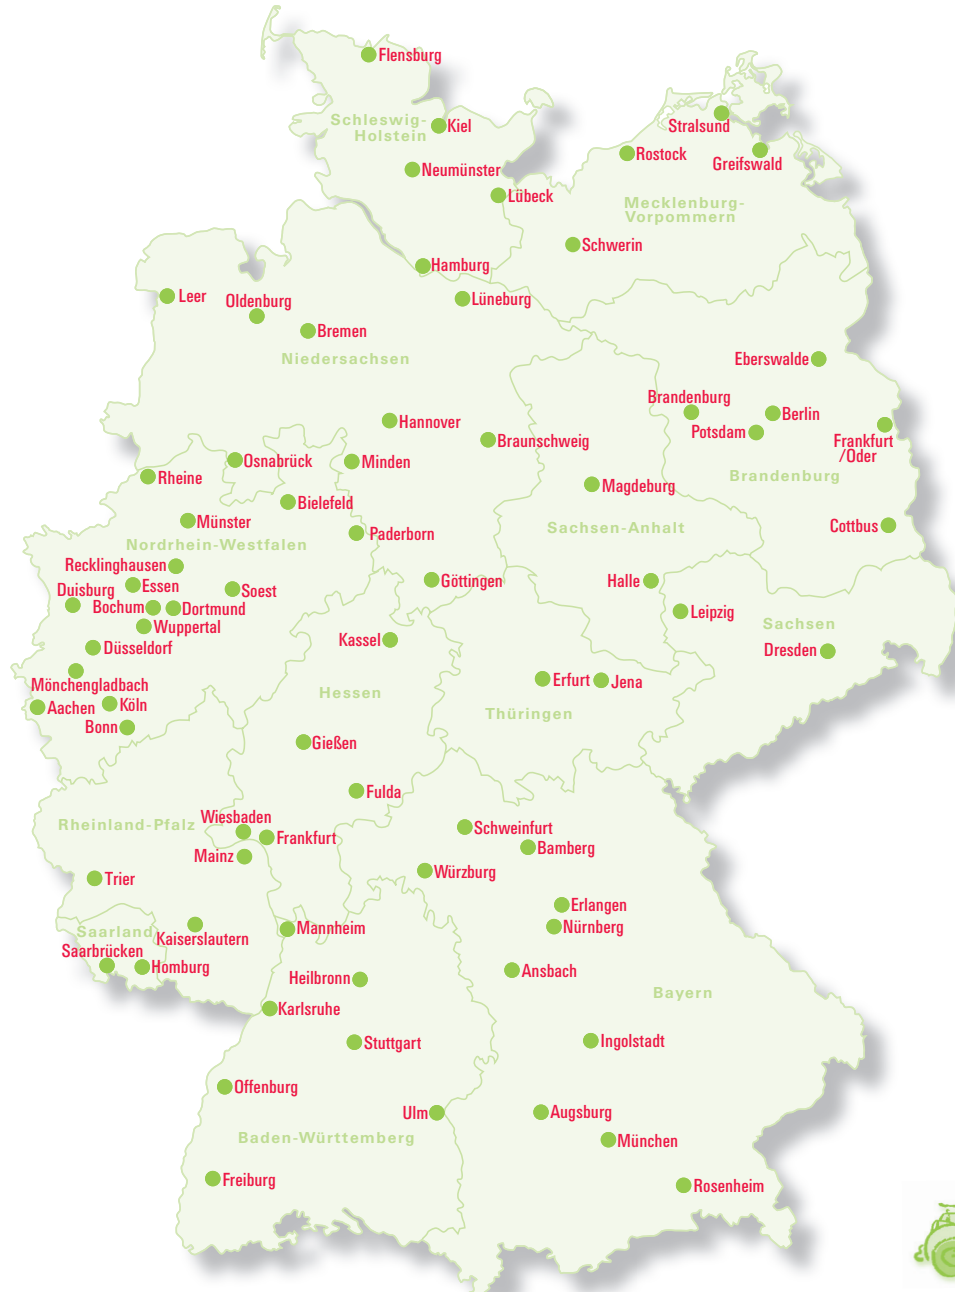 Flensburg
Schleswig-
Holstein
Kiel
Stralsund
Rostock
Greifswald
Neumünster
Lübeck
Mecklenburg-
Vorpommern
Schwerin
Hamburg
Leer
Oldenburg
Lüneburg
Bremen
Niedersachsen
Eberswalde
Brandenburg
Berlin
Hannover
Potsdam
Frankfurt
/Oder
Braunschweig
Osnabrück
Minden
Rheine
Brandenburg
Magdeburg
Bielefeld
Münster
Sachsen-Anhalt
Cottbus
Paderborn
Nordrhein-Westfalen
Recklinghausen
Göttingen
Halle
Essen
Duisburg
Soest
Bochum
Dortmund
Leipzig
Wuppertal
Sachsen
Kassel
Düsseldorf
Dresden
Mönchengladbach
Erfurt
Jena
Hessen
Aachen
Köln
Thüringen
Bonn
Gießen
Fulda
Wiesbaden
Rheinland-Pfalz
Schweinfurt
Frankfurt
Bamberg
Mainz
Würzburg
Trier
Erlangen
Saarland
Kaiserslautern
Mannheim
Nürnberg
Saarbrücken
Homburg
Ansbach
Heilbronn
Bayern
Karlsruhe
Stuttgart
Ingolstadt
Offenburg
Ulm
Augsburg
Baden-Württemberg
München
Freiburg
Rosenheim